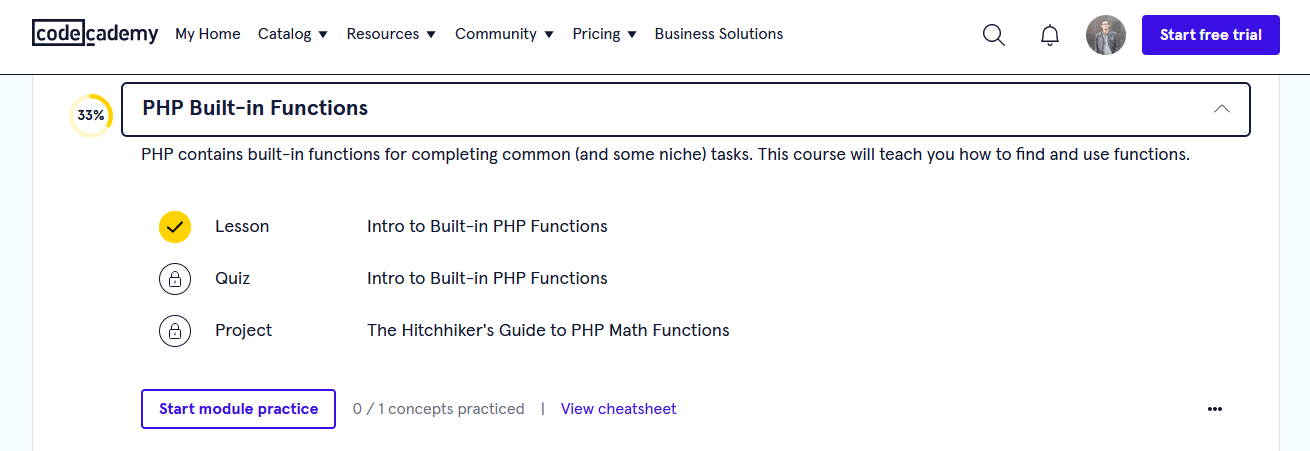 codecademy My Home Catalog Resources Community Pricing Business Solutions Start free trial
33% PHP Built-in Functions
PHP contains built-in functions for completing common (and some niche) tasks. This course will teach you how to find and use functions.
Lesson Intro to Built-in PHP Functions
Quiz Intro to Built-in PHP Functions
Project The Hitchhiker's Guide to PHP Math Functions
Start module practice 0 / 1 concepts practiced | View cheatsheet